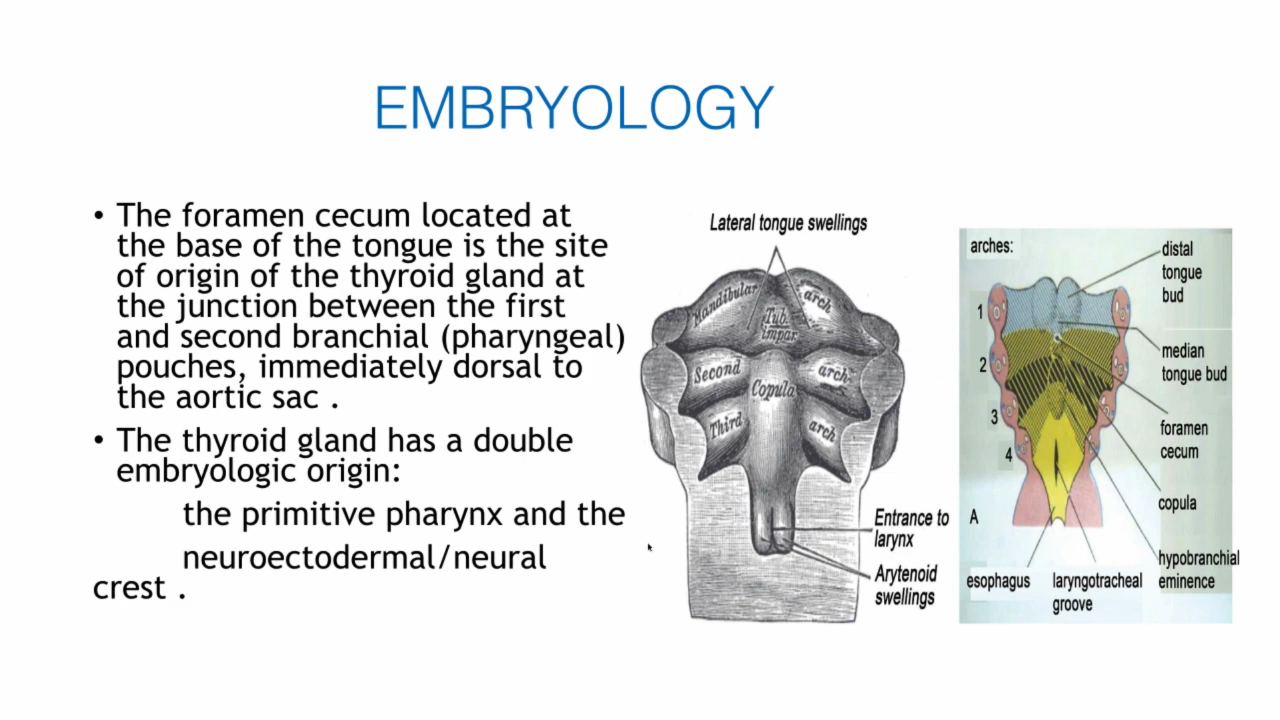 EMBRYOLOGY
• The foramen cecum located at
the base of the tongue is the site
of origin of the thyroid gland at
the junction between the first
and second branchial (pharyngeal)
pouches, immediately dorsal to
the aortic sac .
• The thyroid gland has a double
embryologic origin:
the primitive pharynx and the
neuroectodermal/neural
crest .
Lateral tongue swellings
Mandibular arch
Tub.
impar.
Second arch
Copula
Third arch
Entrance to
larynx
Arytenoid
swellings
arches:
1
2
3
4
A
distal
tongue
bud
median
tongue bud
foramen
cecum
copula
hypobranchial
eminence
esophagus
laryngotracheal
groove